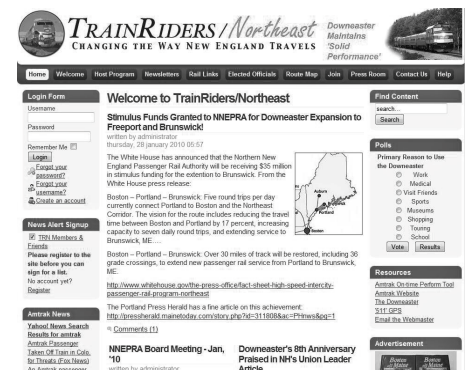 TRAINRIDERS/Northeast
CHANGING THE WAY NEW ENGLAND TRAVELS
Downeaster
Maintains
'Solid
Performance'
Home Welcome Host Program Newsletters Rail Links Elected Officials Route Map Join Press Room Contact Us Help
Login Form
Username
Password
Remember Me
Login
Forgot your
password?
Forgot your
username?
Create an account
News Alert Signup
TRN Members &
Friends
Please register to the
site before you can
sign for a list.
No account yet?
Register
Amtrak News
Yahoo! News Search
Results for amtrak
Amtrak Passenger
Taken Off Train in Colo.
for Threats (Fox News)
An Amtrak passenger
Welcome to TrainRiders/Northeast
Stimulus Funds Granted to NNEPRA for Downeaster Expansion to
Freeport and Brunswick!
written by administrator
thursday, 28 january 2010 05:57
The White House has announced that the Northern New
England Passenger Rail Authority will be receiving $35 million
in stimulus funding for the extention to Brunswick. From the
White House press release:
Boston – Portland – Brunswick: Five round trips per day
currently connect Portland to Boston and the Northeast
Corridor. The vision for the route includes reducing the travel
time between Boston and Portland by 17 percent, increasing
capacity to seven daily round trips, and extending service to
Brunswick, ME….
Boston – Portland – Brunswick: Over 30 miles of track will be restored, including 36
grade crossings, to extend new passenger rail service from Portland to Brunswick,
ME.
http://www.whitehouse.gov/the-press-office/fact-sheet-high-speed-intercity-
passenger-rail-program-northeast
The Portland Press Herald has a fine article on this achievement:
http://pressherald.mainetoday.com/story.php?id=311808&ac=PHnws&pg=1
Comments (1)
NNEPRA Board Meeting - Jan,
'10
written by administrator
Downeaster's 8th Anniversary
Praised in NH's Union Leader
Article
Auburn
Portland
Boston
Find Content
search...
Search
Polls
Primary Reason to Use
the Downeaster
Work
Medical
Visit Friends
Sports
Museums
Shopping
Touring
School
Vote Results
Resources
Amtrak On-time Perform Tool
Amtrak Website
The Downeaster
'511' GPS
Email the Webmaster
Advertisement
Boston Boston